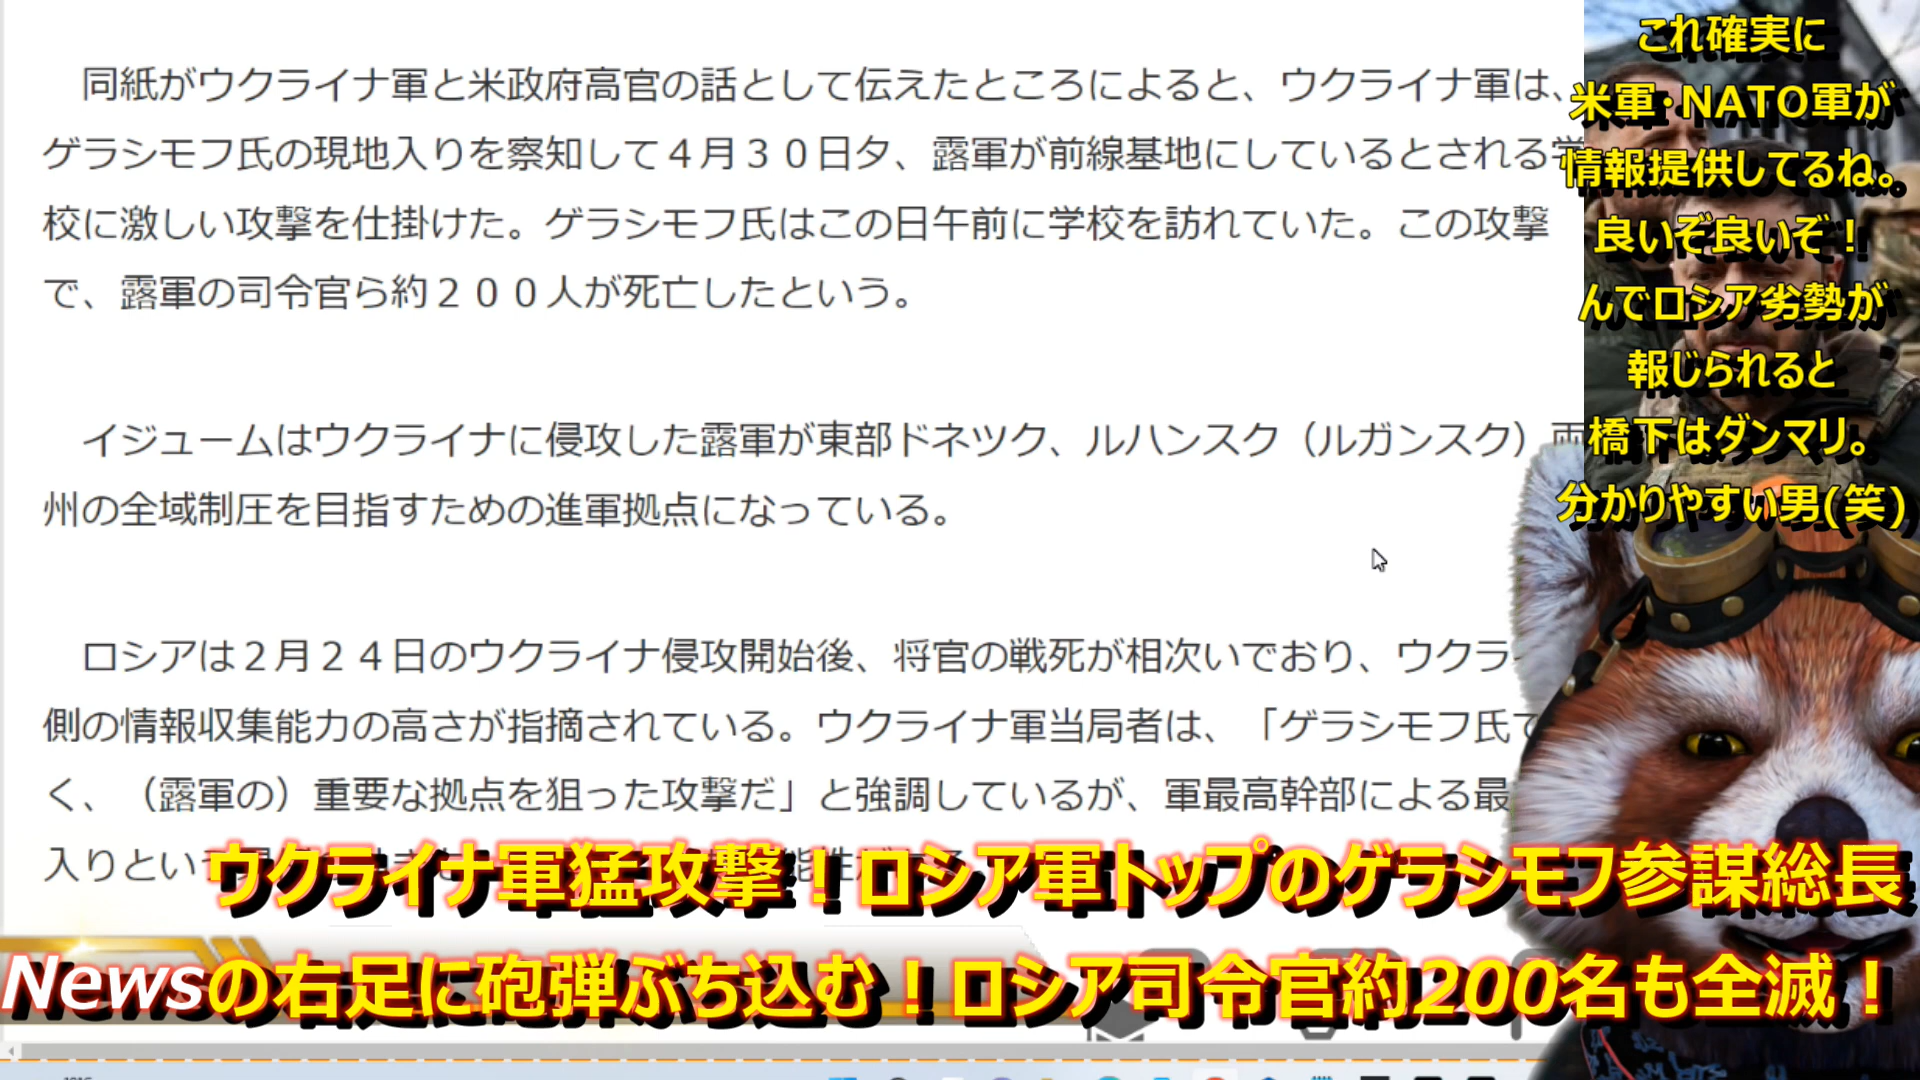 同紙がウクライナ軍と米政府高官の話として伝えたところによると、ウクライナ軍は、
ゲラシモフ氏の現地入りを察知して４月３０日夕、露軍が前線基地にしているとされる学
校に激しい攻撃を仕掛けた。ゲラシモフ氏はこの日午前に学校を訪れていた。この攻撃
で、露軍の司令官ら約２００人が死亡したという。
イジュームはウクライナに侵攻した露軍が東部ドネツク、ルハンスク（ルガンスク）両
州の全域制圧を目指すための進軍拠点になっている。
ロシアは２月２４日のウクライナ侵攻開始後、将官の戦死が相次いでおり、ウクラ
側の情報収集能力の高さが指摘されている。ウクライナ軍当局者は、「ゲラシモフ氏で
く、（露軍の）重要な拠点を狙った攻撃だ」と強調しているが、軍最高幹部による最
入りとい
これ確実に
米軍・NATO軍が
情報提供してるね。
良いぞ良いぞ！
んでロシア劣勢が
報じられると
橋下はダンマリ。
分かりやすい男(笑)
ウクライナ軍猛攻撃！ロシア軍トップのゲラシモフ参謀総長
Newsの右足に砲弾ぶち込む！ロシア司令官約200名も全滅！